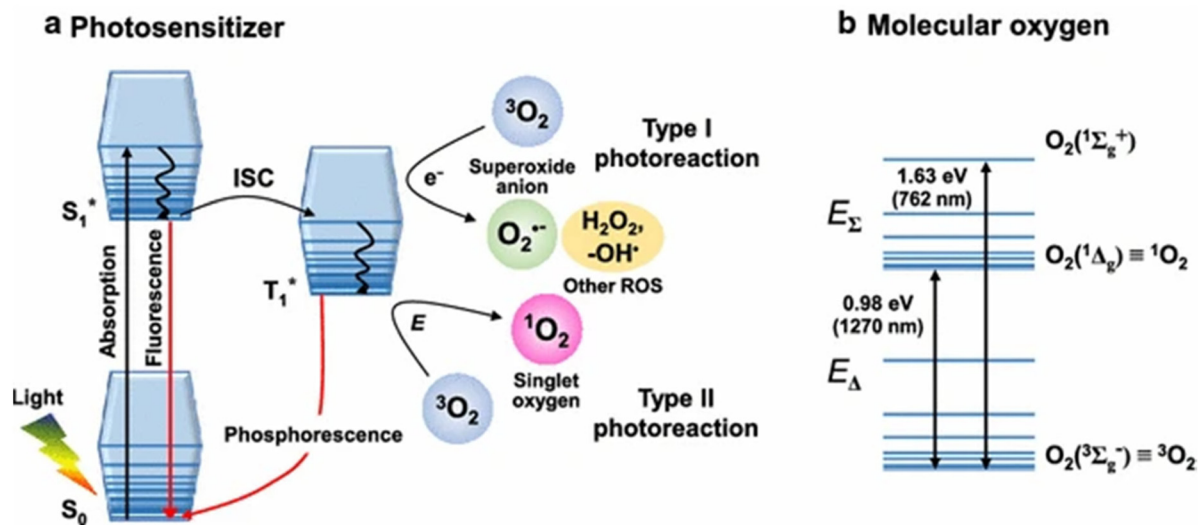 a Photosensitizer
S₁*
Absorption
Fluorescence
ISC
T₁*
Light
S₀
Phosphorescence
³O₂
Type I
photoreaction
e⁻
Superoxide
anion
O₂•⁻
H₂O₂,
-OH•
Other ROS
E
¹O₂
Singlet
oxygen
³O₂
Type II
photoreaction
b Molecular oxygen
O₂(¹Σg⁺)
1.63 eV
(762 nm)
EΣ
O₂(¹Δg) ≡ ¹O₂
0.98 eV
(1270 nm)
EΔ
O₂(³Σg⁻) ≡ ³O₂